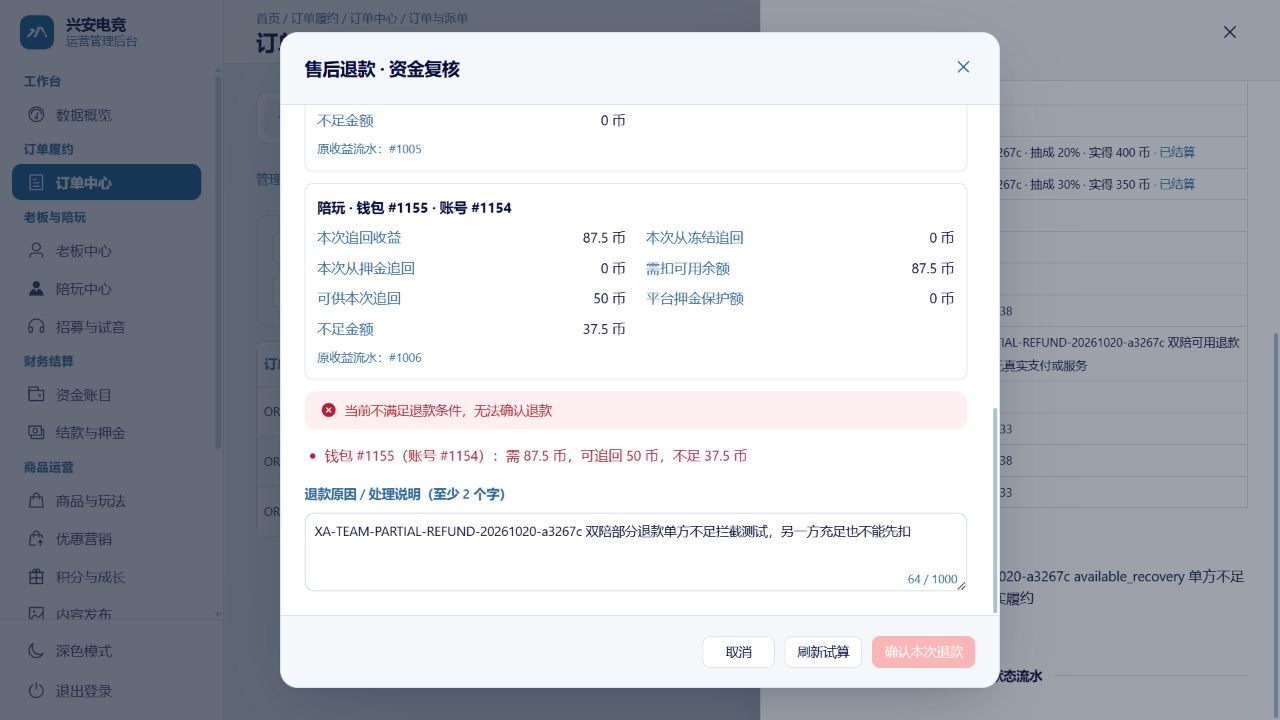 兴安电竞
运营管理后台
工作台
数据概览
订单履约
订单中心
老板与陪玩
老板中心
陪玩中心
招募与试音
财务结算
资金账目
结款与押金
商品运营
商品与玩法
优惠营销
积分与成长
内容发布
深色模式
退出登录
首页 / 订单履约 / 订单中心 / 订单与派单
管理
OR
OR
OR
售后退款 · 资金复核
不足金额 0 币
原收益流水：#1005
陪玩 · 钱包 #1155 · 账号 #1154
本次追回收益 87.5 币 本次从冻结追回 0 币
本次从押金追回 0 币 需扣可用余额 87.5 币
可供本次追回 50 币 平台押金保护额 0 币
不足金额 37.5 币
原收益流水：#1006
当前不满足退款条件，无法确认退款
钱包 #1155（账号 #1154）：需 87.5 币，可追回 50 币，不足 37.5 币
退款原因 / 处理说明（至少 2 个字）
XA-TEAM-PARTIAL-REFUND-20261020-a3267c 双陪部分退款单方不足拦截测试，另一方充足也不能先扣
64 / 1000
取消
刷新试算
确认本次退款
267c · 抽成 20% · 实得 400 币 · 已结算
267c · 抽成 30% · 实得 350 币 · 已结算
38
TIAL-REFUND-20261020-a3267c 双陪可用退款
真实支付或服务
33
38
33
020-a3267c available_recovery 单方不足
实履约
状态流水